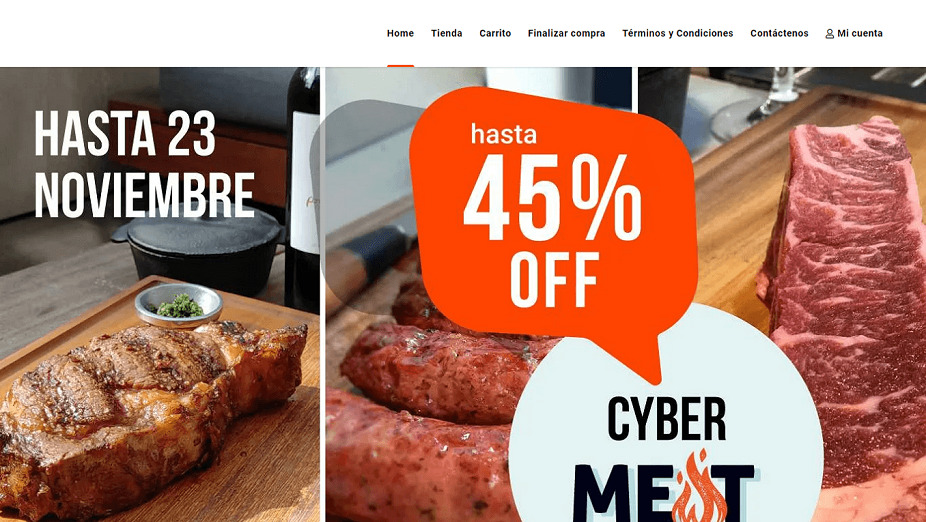 Home Tienda Carrito Finalizar compra Términos y Condiciones Contáctenos Mi cuenta
HASTA 23
NOVIEMBRE
hasta
45%
OFF
CYBER
MEAT